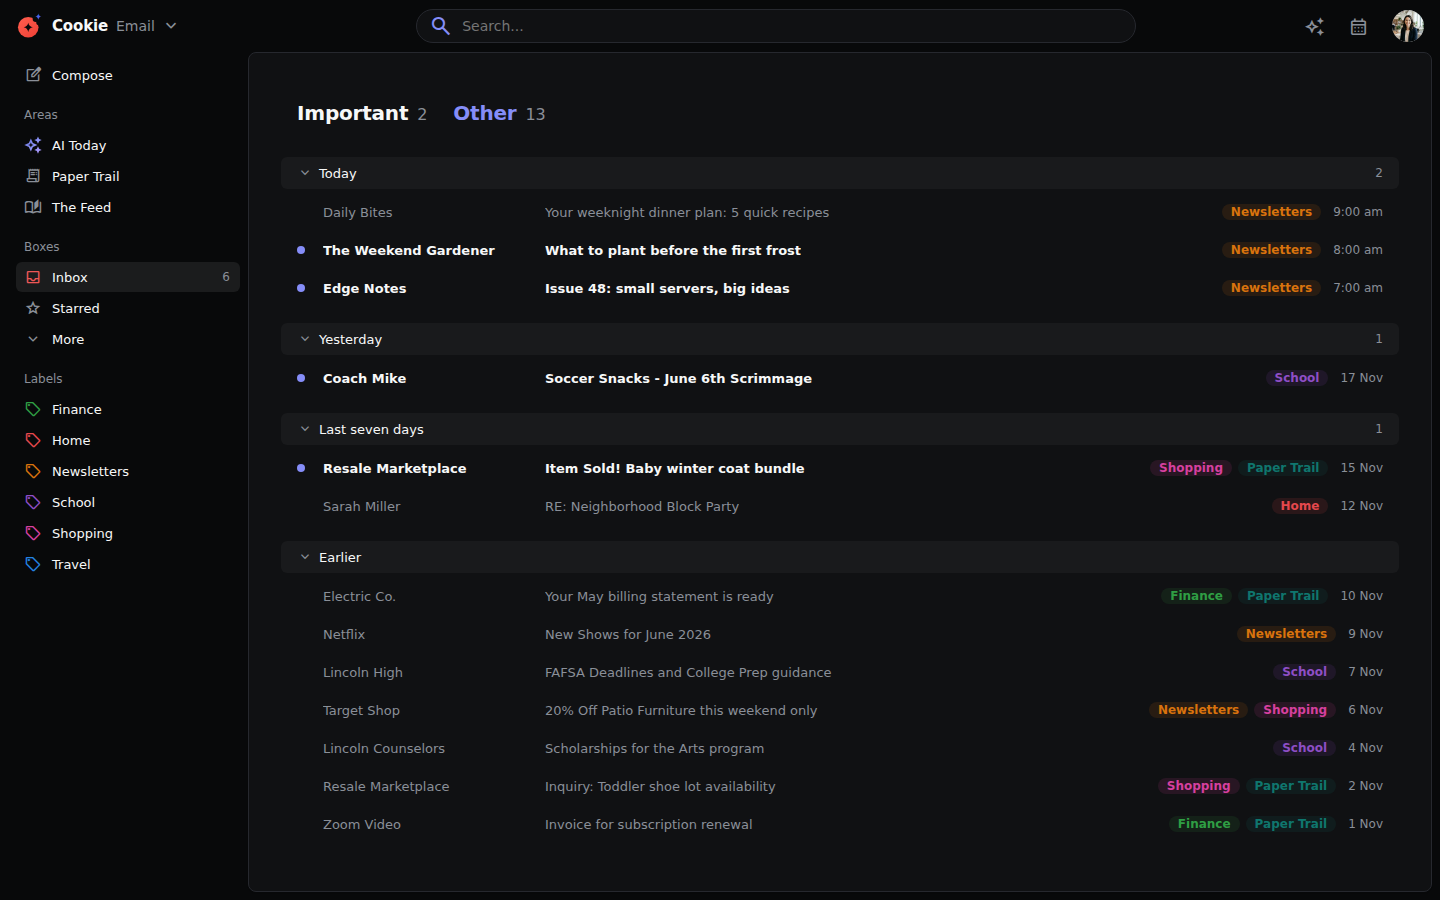 Cookie Email
Search...
Compose
Areas
AI Today
Paper Trail
The Feed
Boxes
Inbox 6
Starred
More
Labels
Finance
Home
Newsletters
School
Shopping
Travel
Important 2 Other 13
Today 2
Daily Bites Your weeknight dinner plan: 5 quick recipes Newsletters 9:00 am
The Weekend Gardener What to plant before the first frost Newsletters 8:00 am
Edge Notes Issue 48: small servers, big ideas Newsletters 7:00 am
Yesterday 1
Coach Mike Soccer Snacks - June 6th Scrimmage School 17 Nov
Last seven days 1
Resale Marketplace Item Sold! Baby winter coat bundle Shopping Paper Trail 15 Nov
Sarah Miller RE: Neighborhood Block Party Home 12 Nov
Earlier
Electric Co. Your May billing statement is ready Finance Paper Trail 10 Nov
Netflix New Shows for June 2026 Newsletters 9 Nov
Lincoln High FAFSA Deadlines and College Prep guidance School 7 Nov
Target Shop 20% Off Patio Furniture this weekend only Newsletters Shopping 6 Nov
Lincoln Counselors Scholarships for the Arts program School 4 Nov
Resale Marketplace Inquiry: Toddler shoe lot availability Shopping Paper Trail 2 Nov
Zoom Video Invoice for subscription renewal Finance Paper Trail 1 Nov